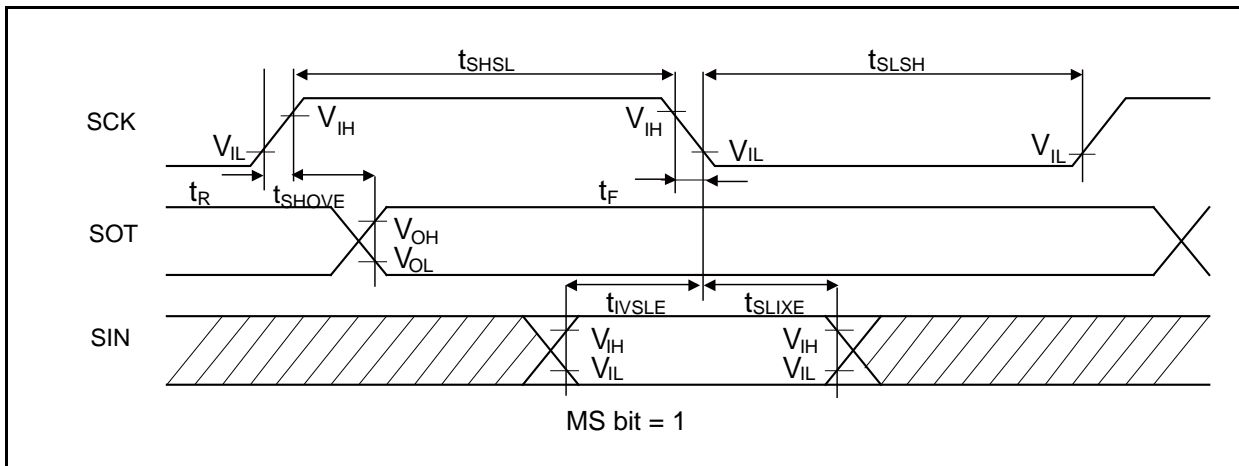 tSHSL
tSLSH
SCK
VIH
VIH
VIL
VIL
VIL
tR
tSHOVE
tF
SOT
VOH
VOL
tIVSLE
tSLIXE
SIN
VIH
VIH
VIL
VIL
MS bit = 1